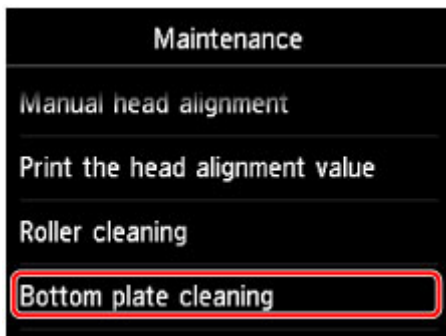 Maintenance
Manual head alignment
Print the head alignment value
Roller cleaning
Bottom plate cleaning